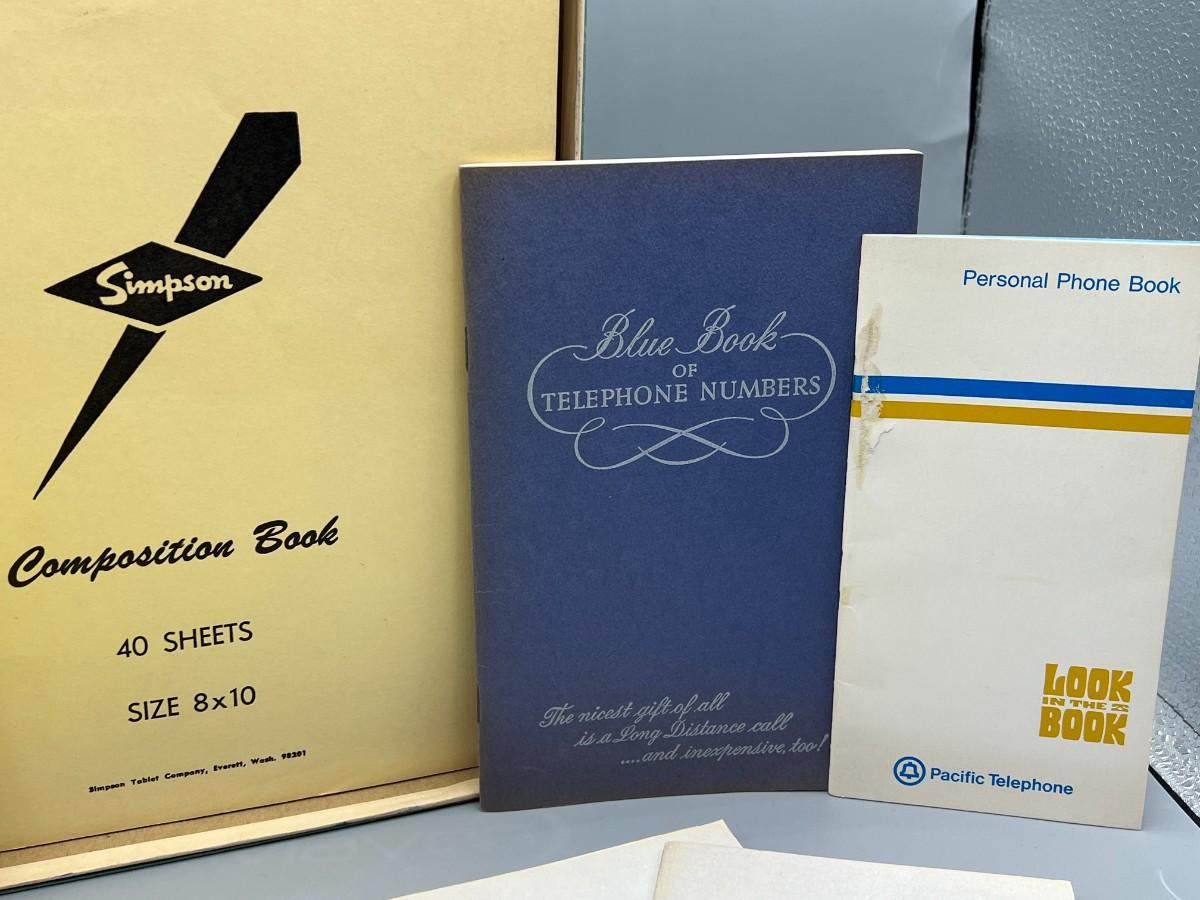 Simpson
Composition Book
40 SHEETS
SIZE 8x10
Simpson Tablet Company, Everett, Wash. 98201
Blue Book
OF
TELEPHONE NUMBERS
The nicest gift of all
is a Long Distance call
....and inexpensive, too!
Personal Phone Book
LOOK
IN THE
BOOK
Pacific Telephone